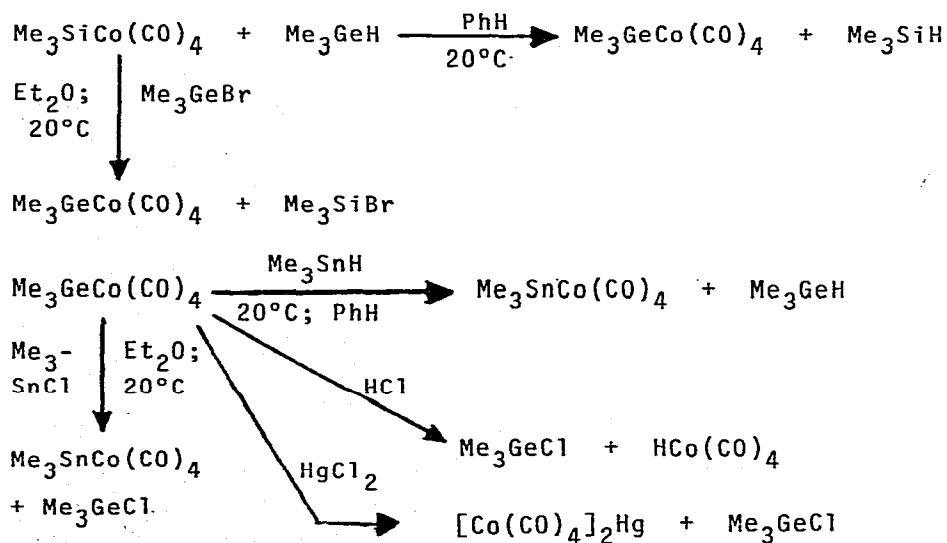 PhH
Me3SiCo(CO)4 + Me3GeH → Me3GeCo(CO)4 + Me3SiH
20°C
Et2O; Me3GeBr
20°C
Me3GeCo(CO)4 + Me3SiBr
Me3SnH
Me3GeCo(CO)4 → Me3SnCo(CO)4 + Me3GeH
20°C; PhH
Me3- Et2O;
SnCl 20°C
HCl
Me3GeCl + HCo(CO)4
Me3SnCo(CO)4
HgCl2
+ Me3GeCl
[Co(CO)4]2Hg + Me3GeCl